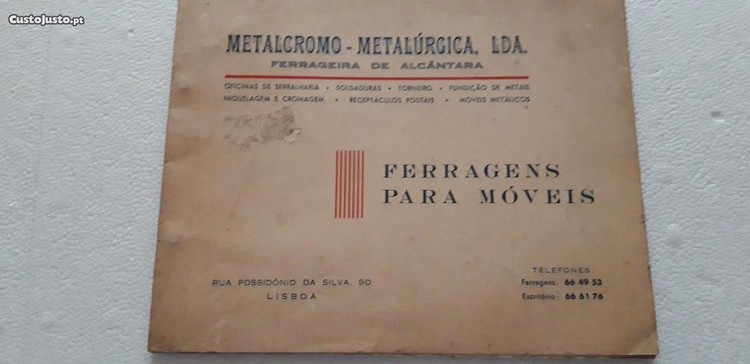 CustoJusto.pt
METALCROMO - METALÚRGICA, LDA.
FERRAGEIRA DE ALCÂNTARA
OFICINAS DE SERRALHARIA • SOLDADURAS • TORNEIRO • FUNDIÇÃO DE METAIS
NIQUELAGEM E CROMAGEM • RECEPTÁCULOS POSTAIS • MÓVEIS METÁLICOS
FERRAGENS
PARA MÓVEIS
RUA POSSIDÓNIO DA SILVA, 90
LISBOA
TELEFONES
Ferragens: 66 49 53
Escritório: 66 61 76